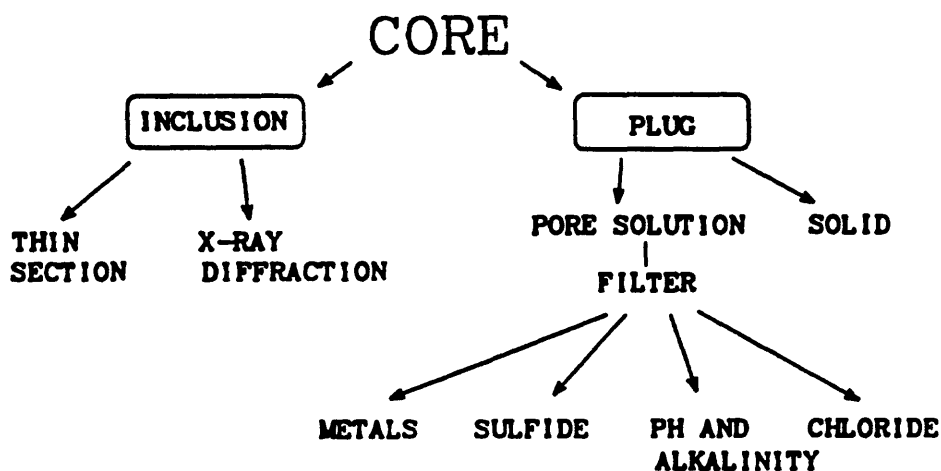 CORE
INCLUSION
PLUG
THIN
SECTION
X-RAY
DIFFRACTION
PORE SOLUTION
SOLID
FILTER
METALS
SULFIDE
PH AND
ALKALINITY
CHLORIDE